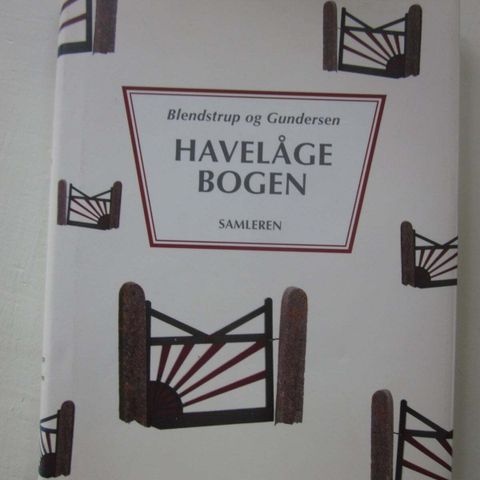 Blendstrup og Gundersen
HAVELÅGE
BOGEN
SAMLEREN